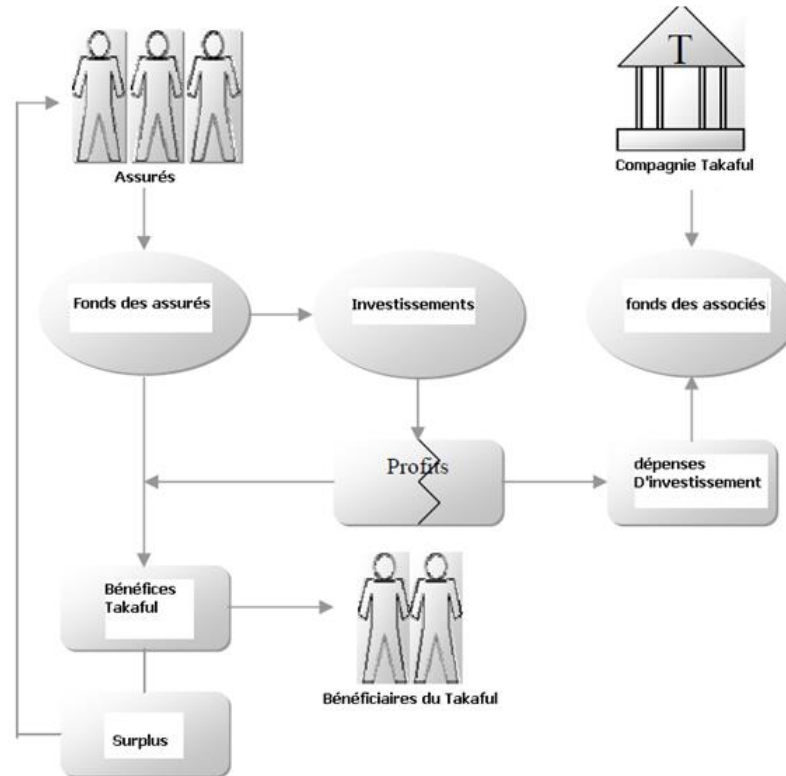 T
Assurés
Compagnie Takaful
Fonds des assurés
Investissements
fonds des associés
Profits
dépenses
D'investissement
Bénéfices
Takaful
Bénéficiaires du Takaful
Surplus